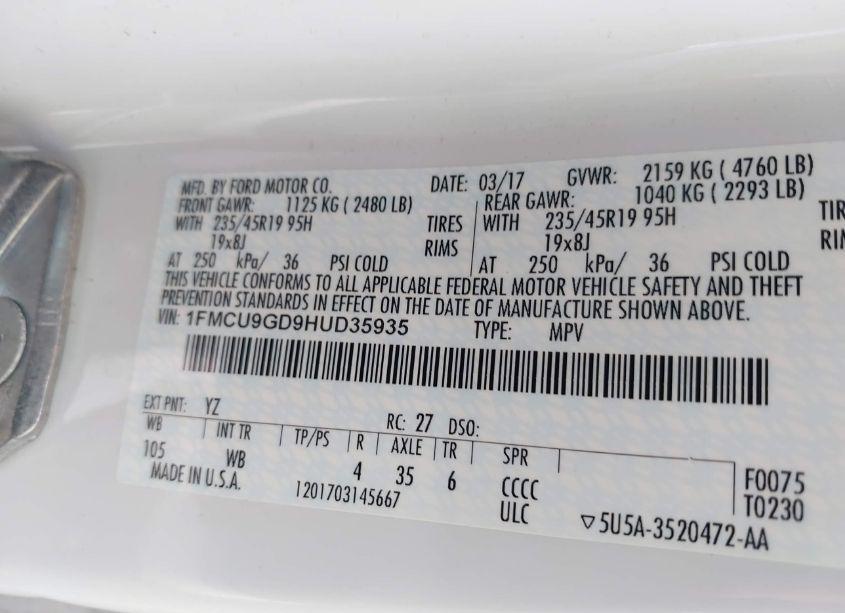 MFD. BY FORD MOTOR CO. DATE: 03/17 GVWR: 2159 KG ( 4760 LB)
FRONT GAWR: 1125 KG ( 2480 LB) REAR GAWR: 1040 KG ( 2293 LB)
WITH 235/45R19 95H TIRES WITH 235/45R19 95H TIRE
19x8J RIMS 19x8J RIM
AT 250 kPa/ 36 PSI COLD AT 250 kPa/ 36 PSI COLD
THIS VEHICLE CONFORMS TO ALL APPLICABLE FEDERAL MOTOR VEHICLE SAFETY AND THEFT
PREVENTION STANDARDS IN EFFECT ON THE DATE OF MANUFACTURE SHOWN ABOVE.
VIN: 1FMCU9GD9HUD35935 TYPE: MPV
EXT PNT: YZ RC: 27 DSO:
WB INT TR TP/PS R AXLE TR SPR
105 WB 4 35 6 CCCC F0075
MADE IN U.S.A. 1201703145667 ULC T0230
▽5U5A-3520472-AA